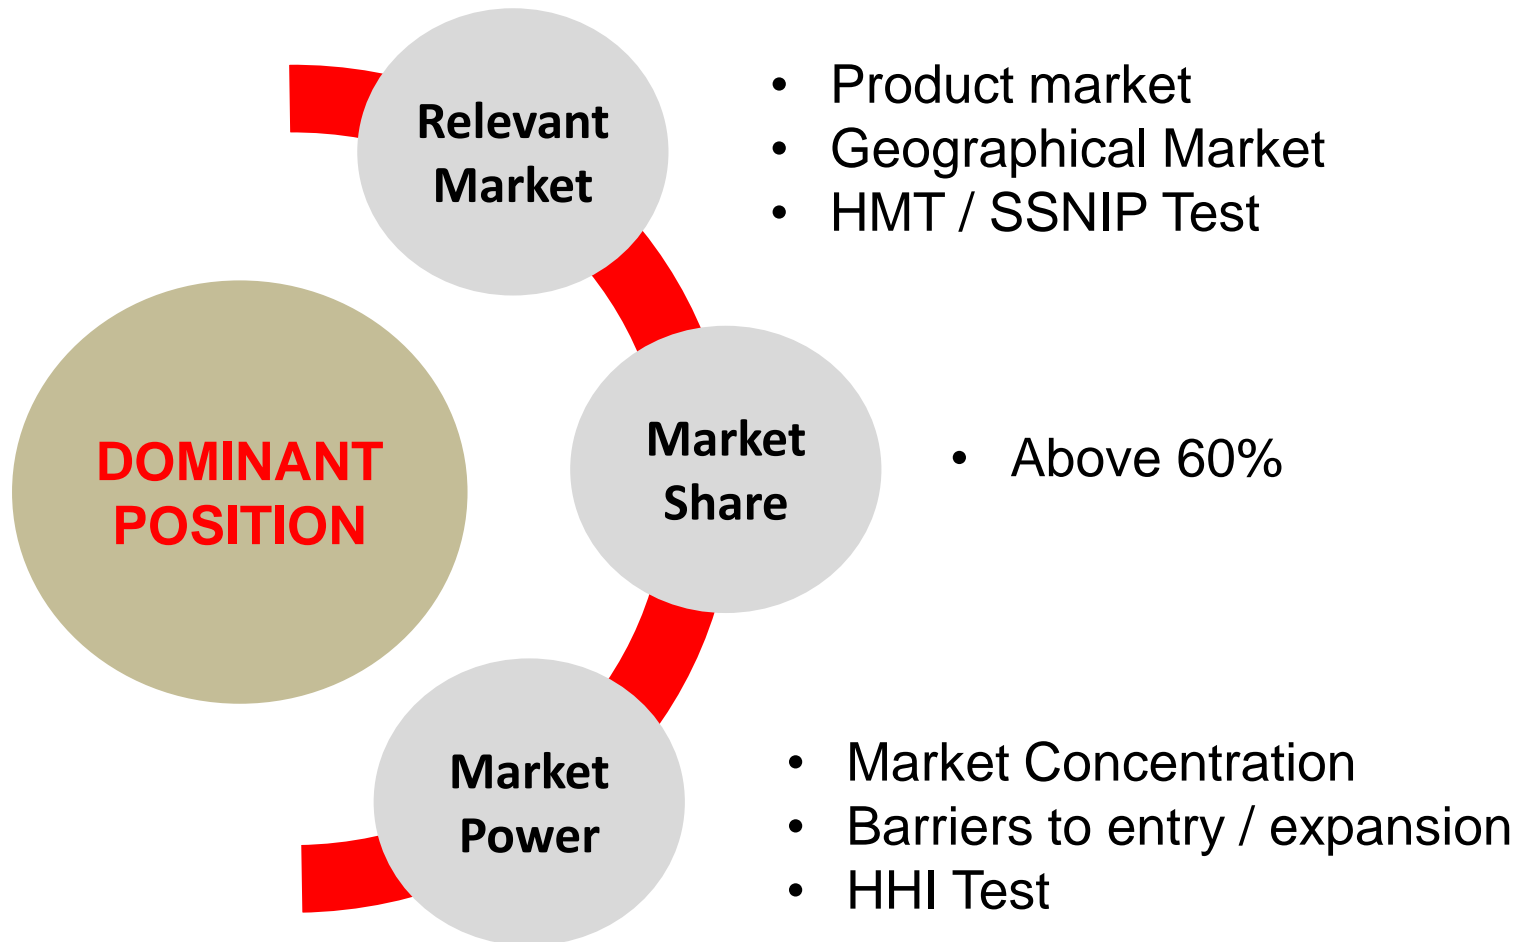 Relevant
Market
• Product market
• Geographical Market
• HMT / SSNIP Test
DOMINANT
POSITION
Market
Share
• Above 60%
Market
Power
• Market Concentration
• Barriers to entry / expansion
• HHI Test